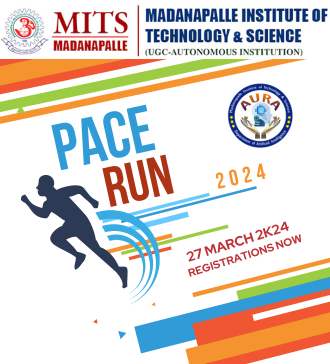 MITS
MADANAPALLE
MADANAPALLE INSTITUTE OF
TECHNOLOGY & SCIENCE
(UGC-AUTONOMOUS INSTITUTION)
AURA
PACE
RUN
2024
27 MARCH 2K24
REGISTRATIONS NOW